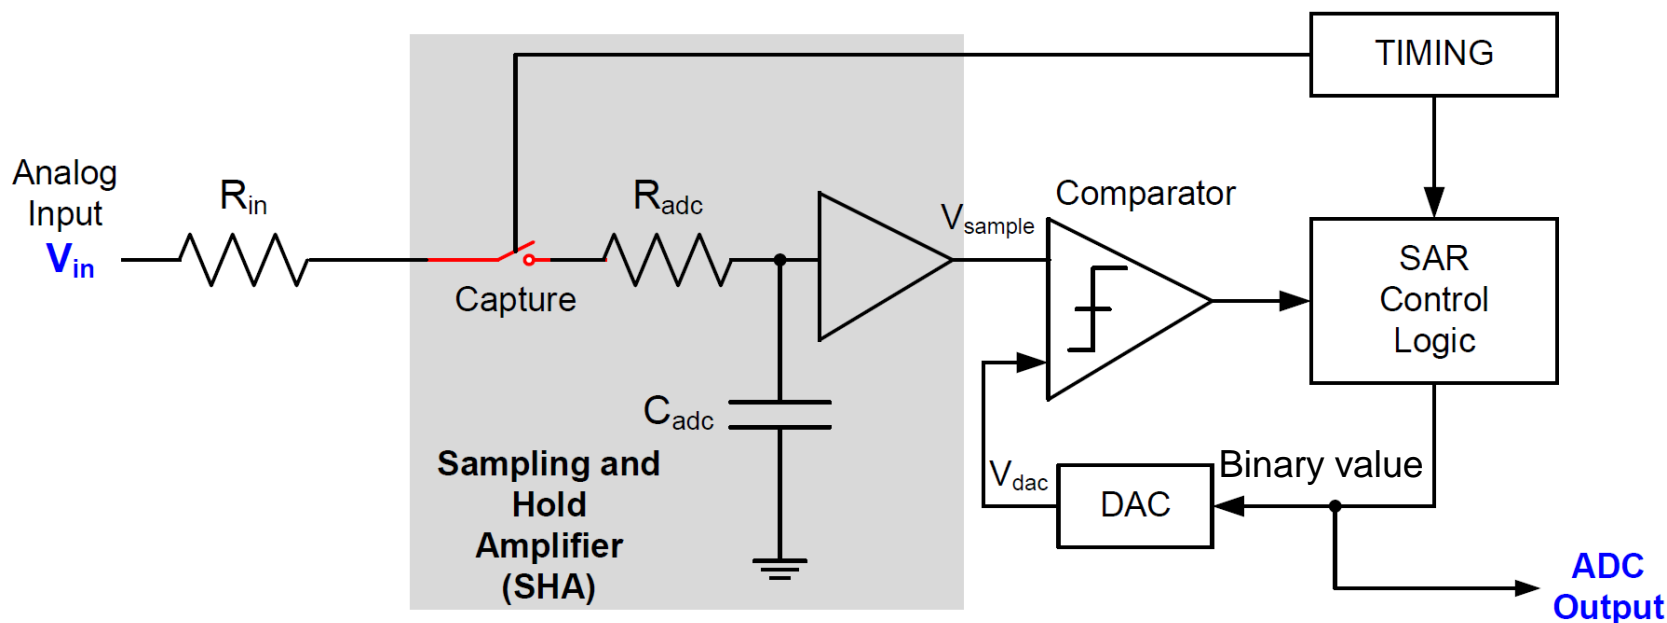 TIMING
Analog
Input
Vin
Rin
Capture
Radc
Cadc
Sampling and
Hold
Amplifier
(SHA)
Vsample
Comparator
SAR
Control
Logic
Vdac
DAC
Binary value
ADC
Output